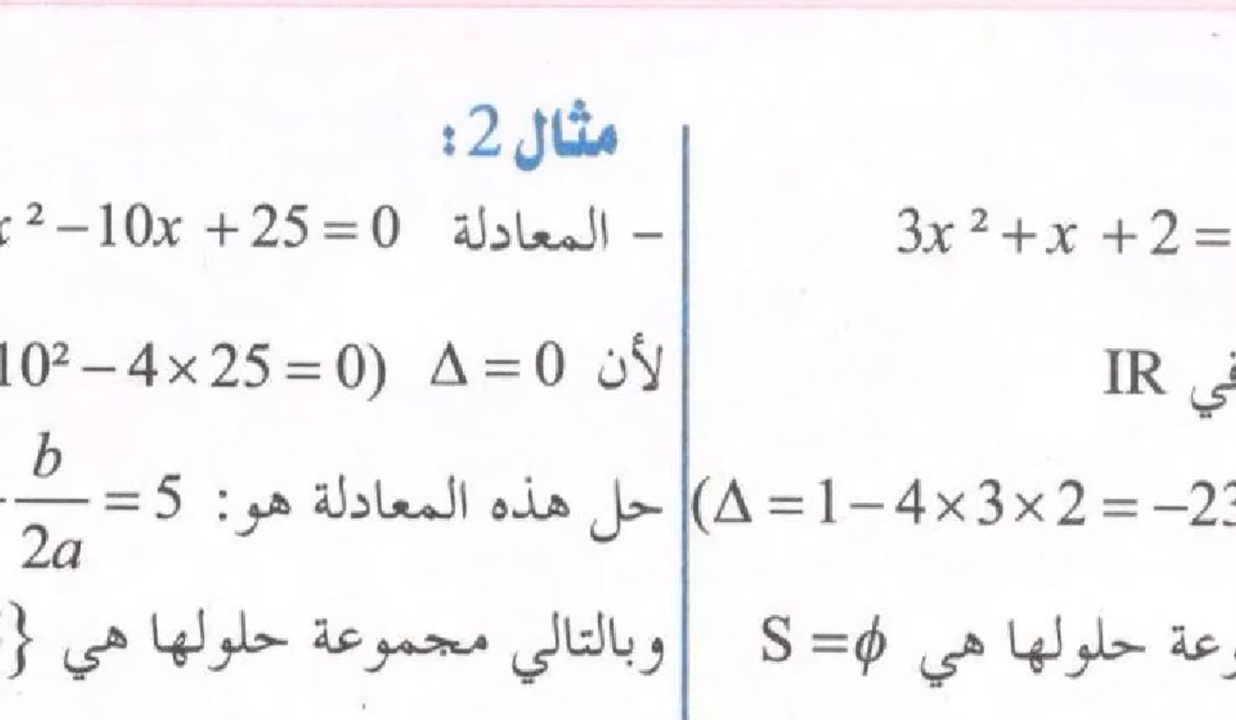 3x² + x + 2 =
في IR
(Δ = 1 − 4 × 3 × 2 = −23
حلولها هي S = ϕ
مثال 2 :
– المعادلة x² − 10x + 25 = 0
لأن Δ = 0 (10² − 4 × 25 = 0
حل هذه المعادلة هو : b/2a = 5
وبالتالي مجموعة حلولها هي {